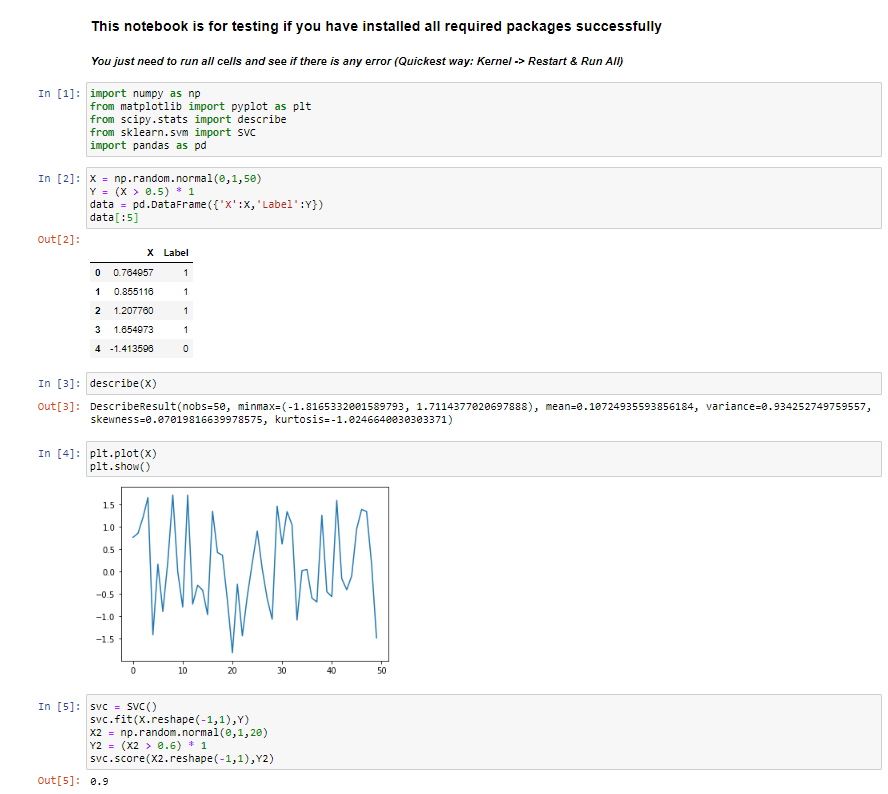 This notebook is for testing if you have installed all required packages successfully
You just need to run all cells and see if there is any error (Quickest way: Kernel -> Restart & Run All)
In [1]: import numpy as np
from matplotlib import pyplot as plt
from scipy.stats import describe
from sklearn.svm import SVC
import pandas as pd
In [2]: X = np.random.normal(0,1,50)
Y = (X > 0.5) * 1
data = pd.DataFrame({'X':X,'Label':Y})
data[:5]
Out[2]:
X Label
0 0.764957 1
1 0.855116 1
2 1.207760 1
3 1.654973 1
4 -1.413596 0
In [3]: describe(X)
Out[3]: DescribeResult(nobs=50, minmax=(-1.8165332001589793, 1.7114377020697888), mean=0.10724935593856184, variance=0.934252749759557,
skewness=0.07019816639978575, kurtosis=-1.0246640030303371)
In [4]: plt.plot(X)
plt.show()
1.5
1.0
0.5
0.0
−0.5
−1.0
−1.5
0 10 20 30 40 50
In [5]: svc = SVC()
svc.fit(X.reshape(-1,1),Y)
X2 = np.random.normal(0,1,20)
Y2 = (X2 > 0.6) * 1
svc.score(X2.reshape(-1,1),Y2)
Out[5]: 0.9